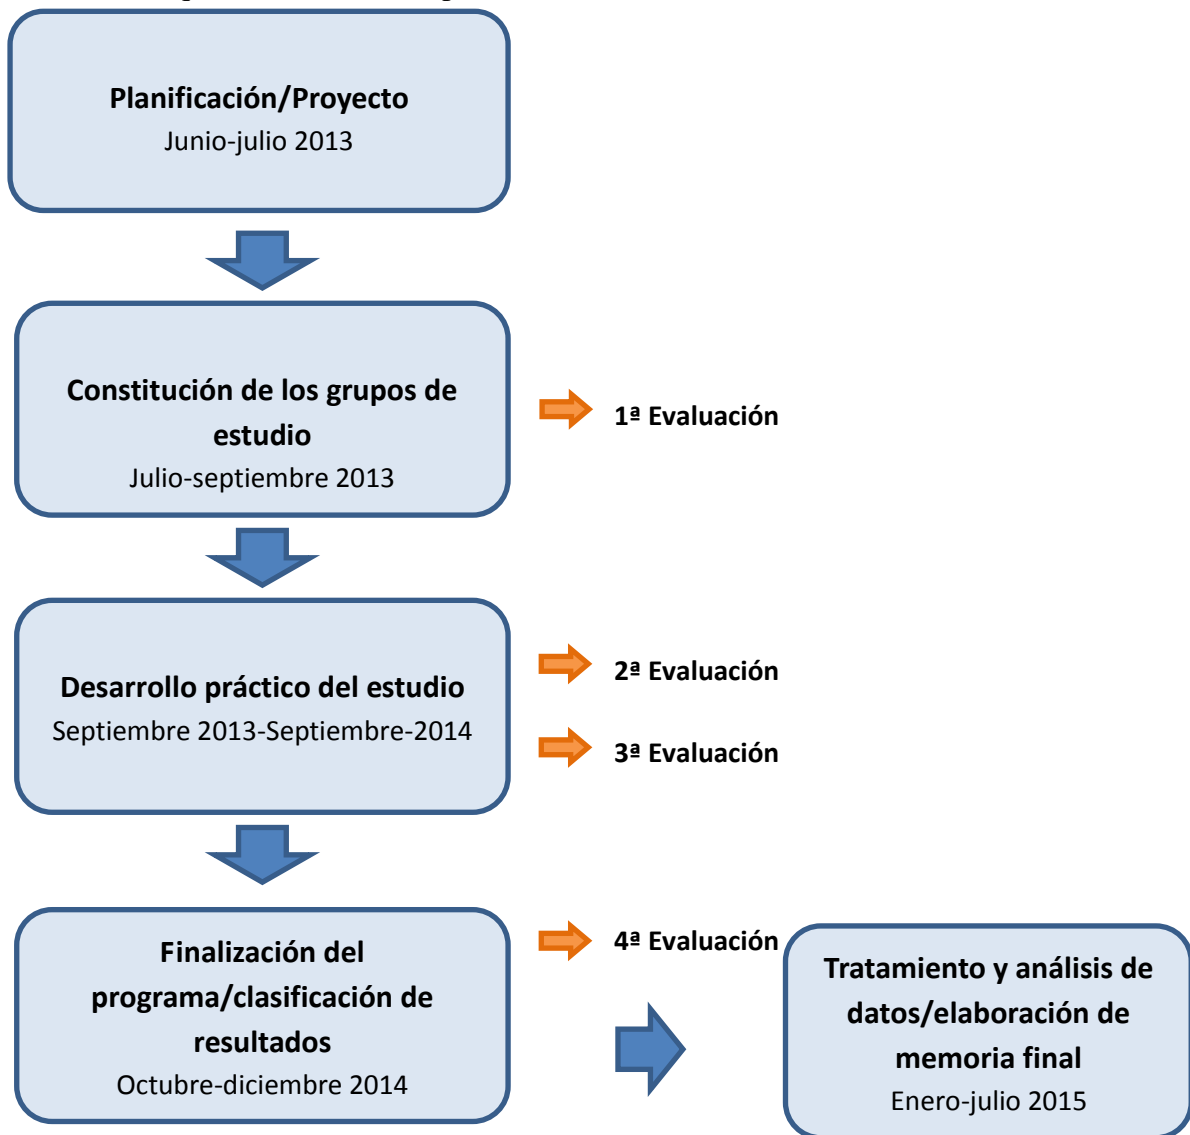 Planificación/Proyecto
Junio-julio 2013
Constitución de los grupos de
estudio
Julio-septiembre 2013
1ª Evaluación
Desarrollo práctico del estudio
Septiembre 2013-Septiembre-2014
2ª Evaluación
3ª Evaluación
Finalización del
programa/clasificación de
resultados
Octubre-diciembre 2014
4ª Evaluación
Tratamiento y análisis de
datos/elaboración de
memoria final
Enero-julio 2015